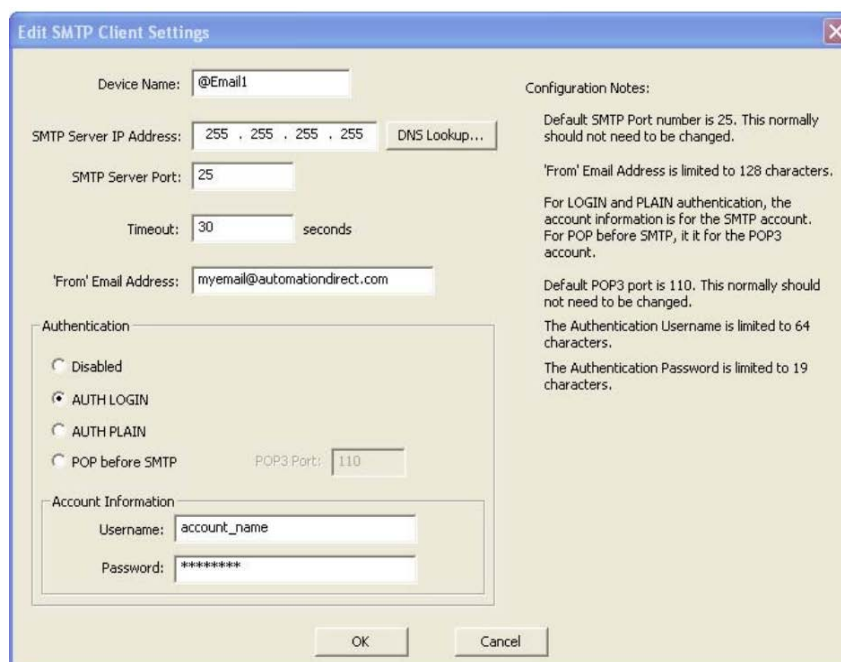 Edit SMTP Client Settings
Device Name: @Email1
SMTP Server IP Address: 255 . 255 . 255 . 255 DNS Lookup...
SMTP Server Port: 25
Timeout: 30 seconds
'From' Email Address: myemail@automationdirect.com
Authentication
Disabled
AUTH LOGIN
AUTH PLAIN
POP before SMTP POP3 Port: 110
Account Information
Username: account_name
Password: ********
Configuration Notes:
Default SMTP Port number is 25. This normally
should not need to be changed.
'From' Email Address is limited to 128 characters.
For LOGIN and PLAIN authentication, the
account information is for the SMTP account.
For POP before SMTP, it it for the POP3
account.
Default POP3 port is 110. This normally should
not need to be changed.
The Authentication Username is limited to 64
characters.
The Authentication Password is limited to 19
characters.
OK Cancel